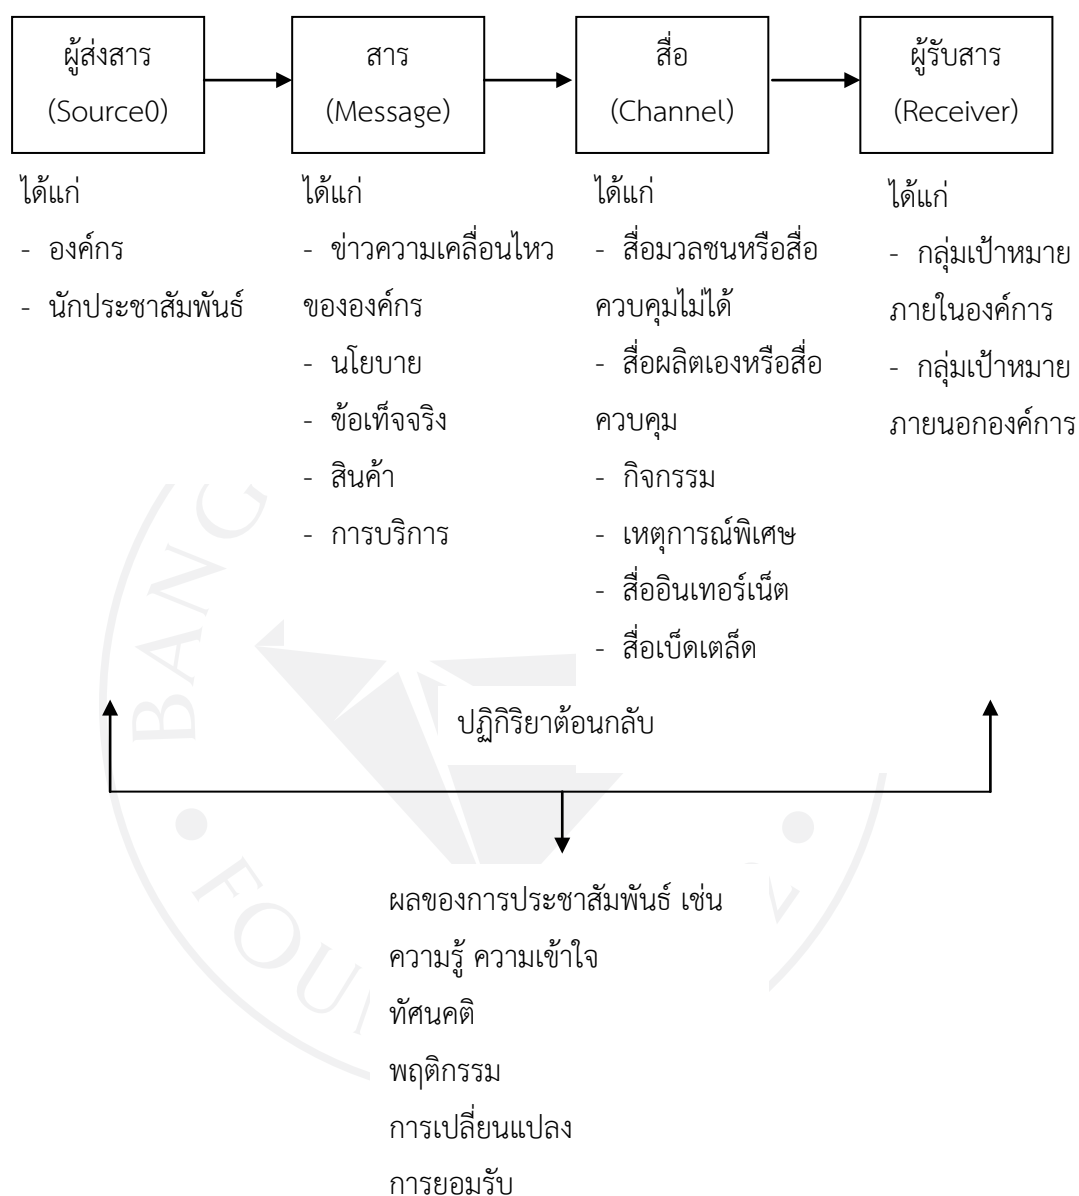 ผู้ส่งสาร
(Source0)
สาร
(Message)
สื่อ
(Channel)
ผู้รับสาร
(Receiver)
ได้แก่
- องค์กร
- นักประชาสัมพันธ์
ได้แก่
- ข่าวความเคลื่อนไหว
ขององค์กร
- นโยบาย
- ข้อเท็จจริง
- สินค้า
- การบริการ
ได้แก่
- สื่อมวลชนหรือสื่อ
ควบคุมไม่ได้
- สื่อผลิตเองหรือสื่อ
ควบคุม
- กิจกรรม
- เหตุการณ์พิเศษ
- สื่ออินเทอร์เน็ต
- สื่อเบ็ดเตล็ด
ได้แก่
- กลุ่มเป้าหมาย
ภายในองค์การ
- กลุ่มเป้าหมาย
ภายนอกองค์การ
ปฏิกิริยาต้อนกลับ
ผลของการประชาสัมพันธ์ เช่น
ความรู้ ความเข้าใจ
ทัศนคติ
พฤติกรรม
การเปลี่ยนแปลง
การยอมรับ